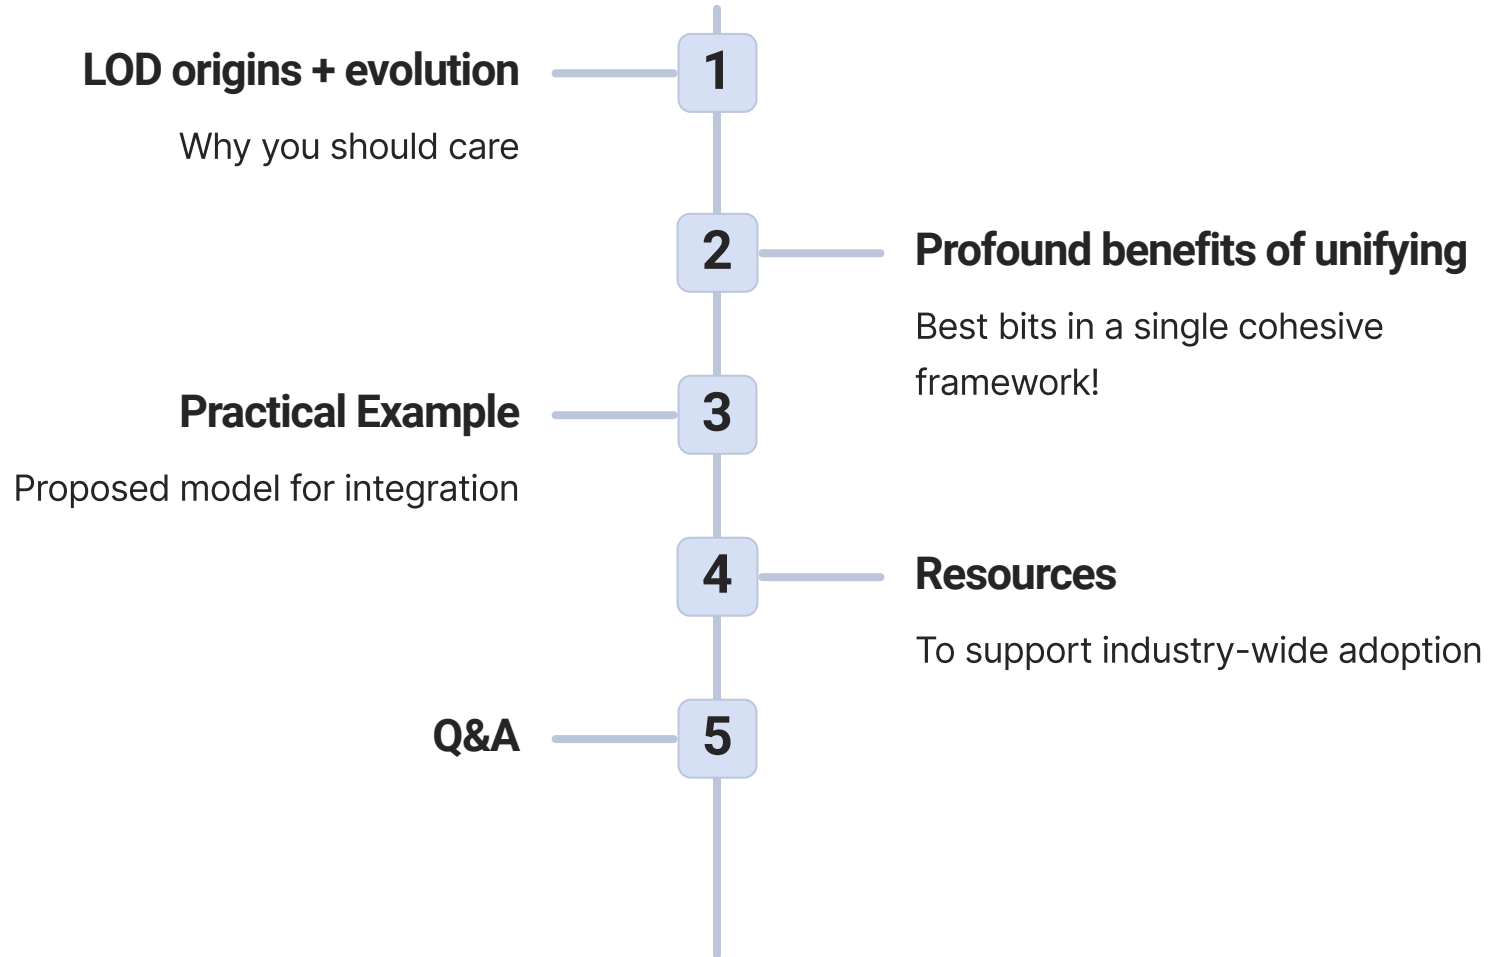 1
LOD origins + evolution
Why you should care
2
Profound benefits of unifying
Best bits in a single cohesive
framework!
3
Practical Example
Proposed model for integration
4
Resources
To support industry-wide adoption
5
Q&A